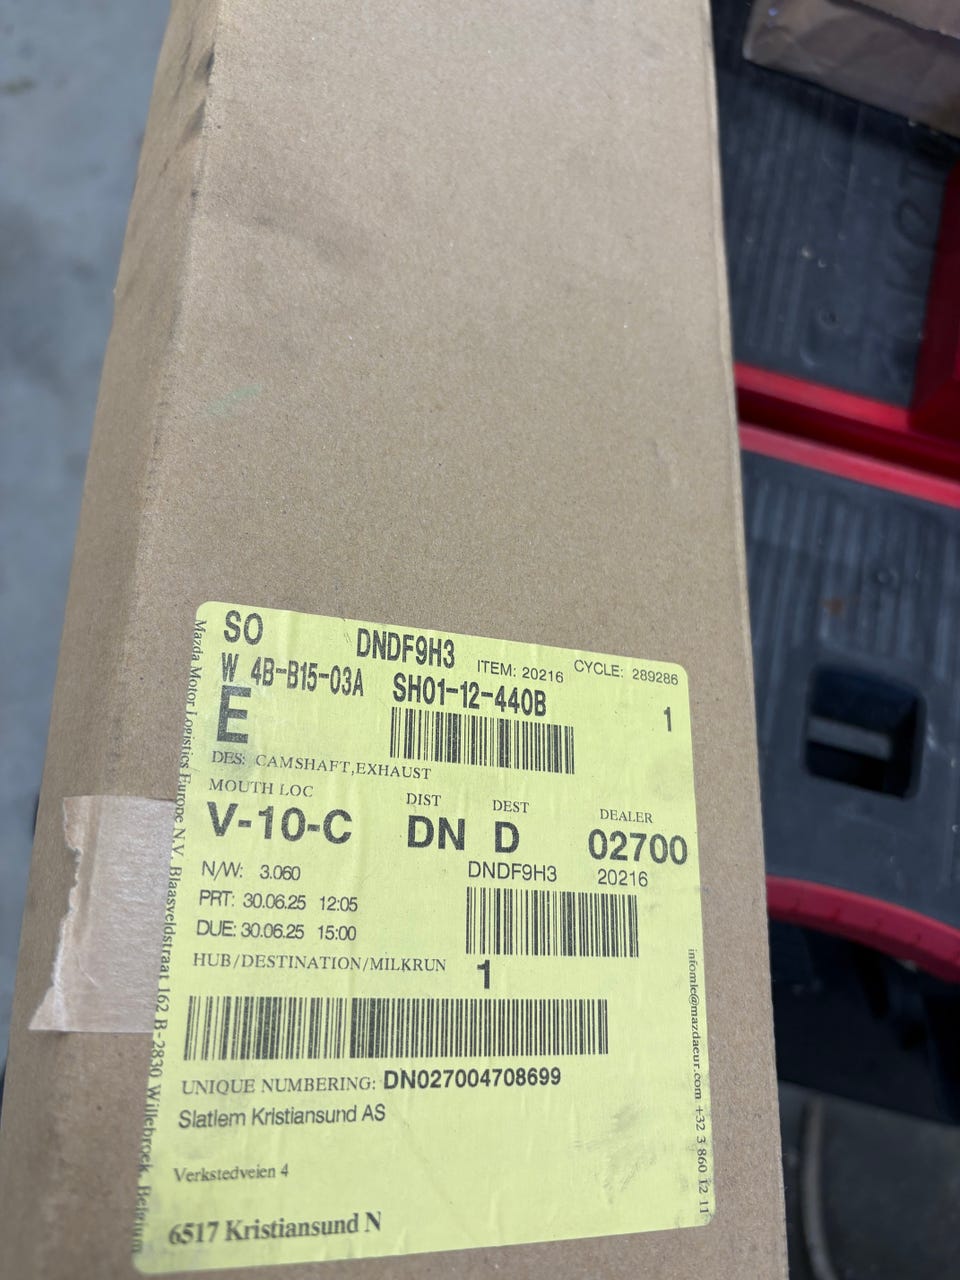 SO DNDF9H3 ITEM: 20216 CYCLE: 289286
W 4B-B15-03A SH01-12-440B 1
E
DES: CAMSHAFT,EXHAUST
MOUTH LOC DIST DEST DEALER
V-10-C DN D 02700
N/W: 3.060 DNDF9H3 20216
PRT: 30.06.25 12:05
DUE: 30.06.25 15:00
HUB/DESTINATION/MILKRUN 1
UNIQUE NUMBERING: DN027004708699
Slatlem Kristiansund AS
Verkstedveien 4
6517 Kristiansund N
Mazda Motor Logistics Europe N.V. Blaasveldstraat 162 B-2830 Willebroek, Belgium
infomle@mazdaeur.com +32 3 860 12 11